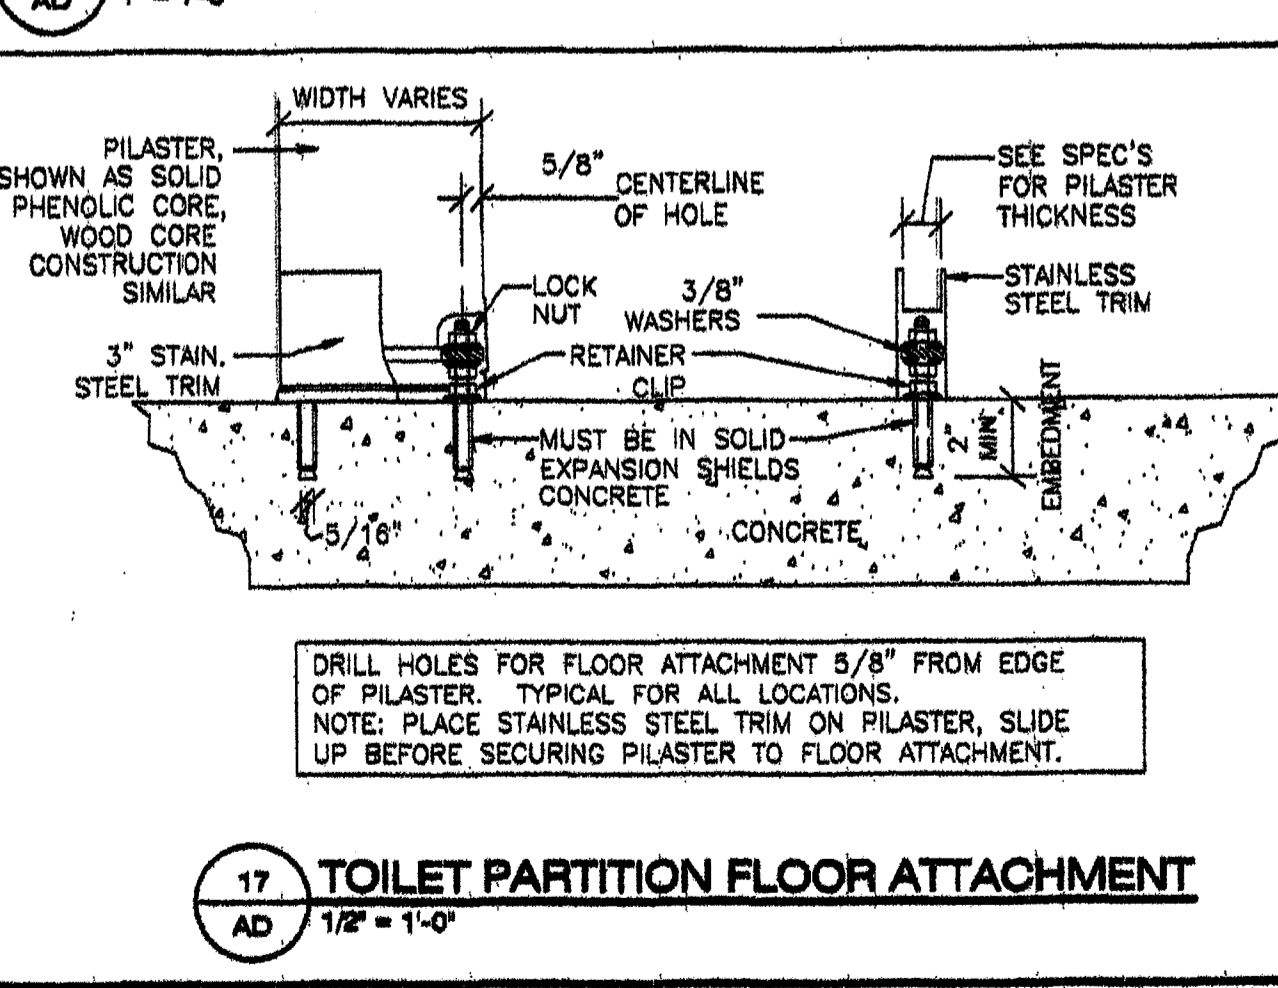 AD
WIDTH VARIES
PILASTER,
SHOWN AS SOLID
PHENOLIC CORE,
WOOD CORE
CONSTRUCTION
SIMILAR
5/8"
CENTERLINE
OF HOLE
SEE SPEC'S
FOR PILASTER
THICKNESS
LOCK
NUT
3/8"
WASHERS
STAINLESS
STEEL TRIM
3" STAIN.
STEEL TRIM
RETAINER
CLIP
MUST BE IN SOLID
EXPANSION SHIELDS
CONCRETE
2"
MIN
EMBEDMENT
5/16"
CONCRETE
DRILL HOLES FOR FLOOR ATTACHMENT 5/8" FROM EDGE
OF PILASTER. TYPICAL FOR ALL LOCATIONS.
NOTE: PLACE STAINLESS STEEL TRIM ON PILASTER, SLIDE
UP BEFORE SECURING PILASTER TO FLOOR ATTACHMENT.
17
AD
TOILET PARTITION FLOOR ATTACHMENT
1/2" = 1'-0"